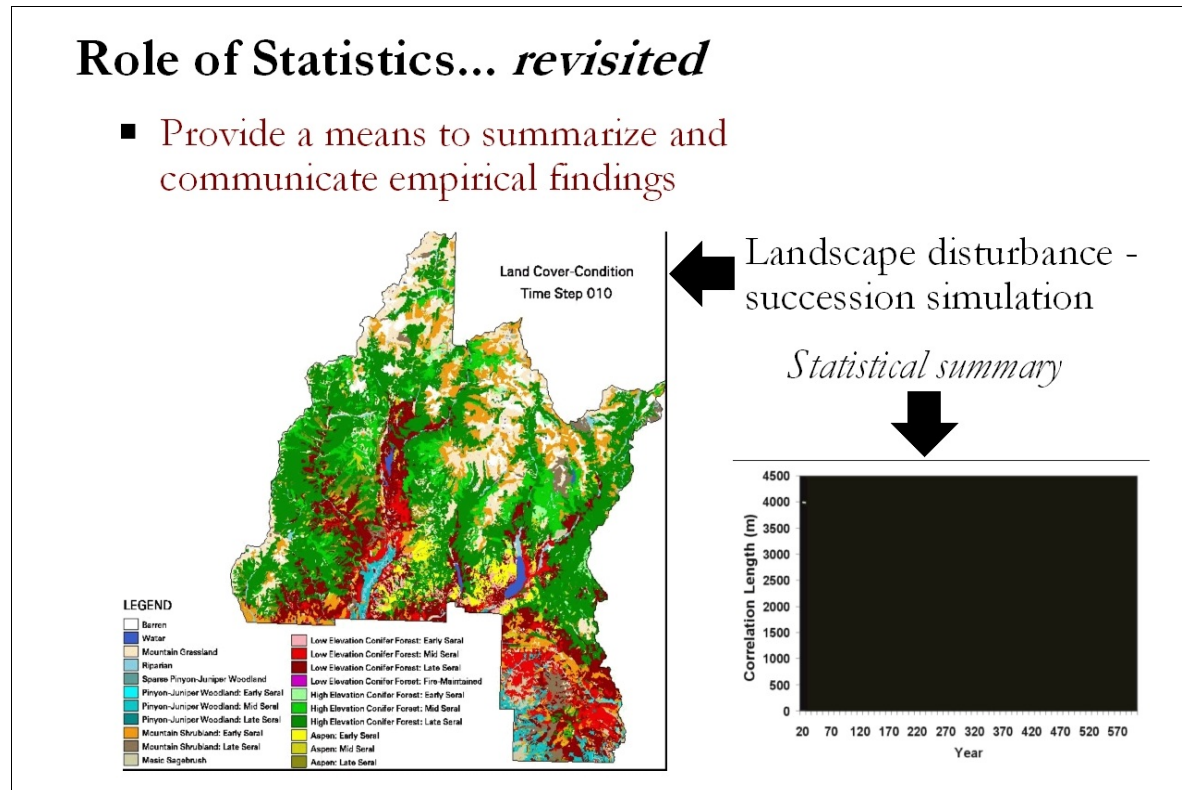 Role of Statistics... revisited
■ Provide a means to summarize and
communicate empirical findings
Land Cover-Condition
Time Step 010
Landscape disturbance -
succession simulation
Statistical summary
LEGEND
Barren
Water
Mountain Grassland
Riparian
Sparse Pinyon-Juniper Woodland
Pinyon-Juniper Woodland: Early Seral
Pinyon-Juniper Woodland: Mid Seral
Pinyon-Juniper Woodland: Late Seral
Mountain Shrubland: Early Seral
Mountain Shrubland: Late Seral
Mesic Sagebrush
Low Elevation Conifer Forest: Early Seral
Low Elevation Conifer Forest: Mid Seral
Low Elevation Conifer Forest: Late Seral
Low Elevation Conifer Forest: Fire-Maintained
High Elevation Conifer Forest: Early Seral
High Elevation Conifer Forest: Mid Seral
High Elevation Conifer Forest: Late Seral
Aspen: Early Seral
Aspen: Mid Seral
Aspen: Late Seral
Correlation Length (m)
4500
4000
3500
3000
2500
2000
1500
1000
500
0
20 70 120 170 220 270 320 370 420 470 520 570
Year